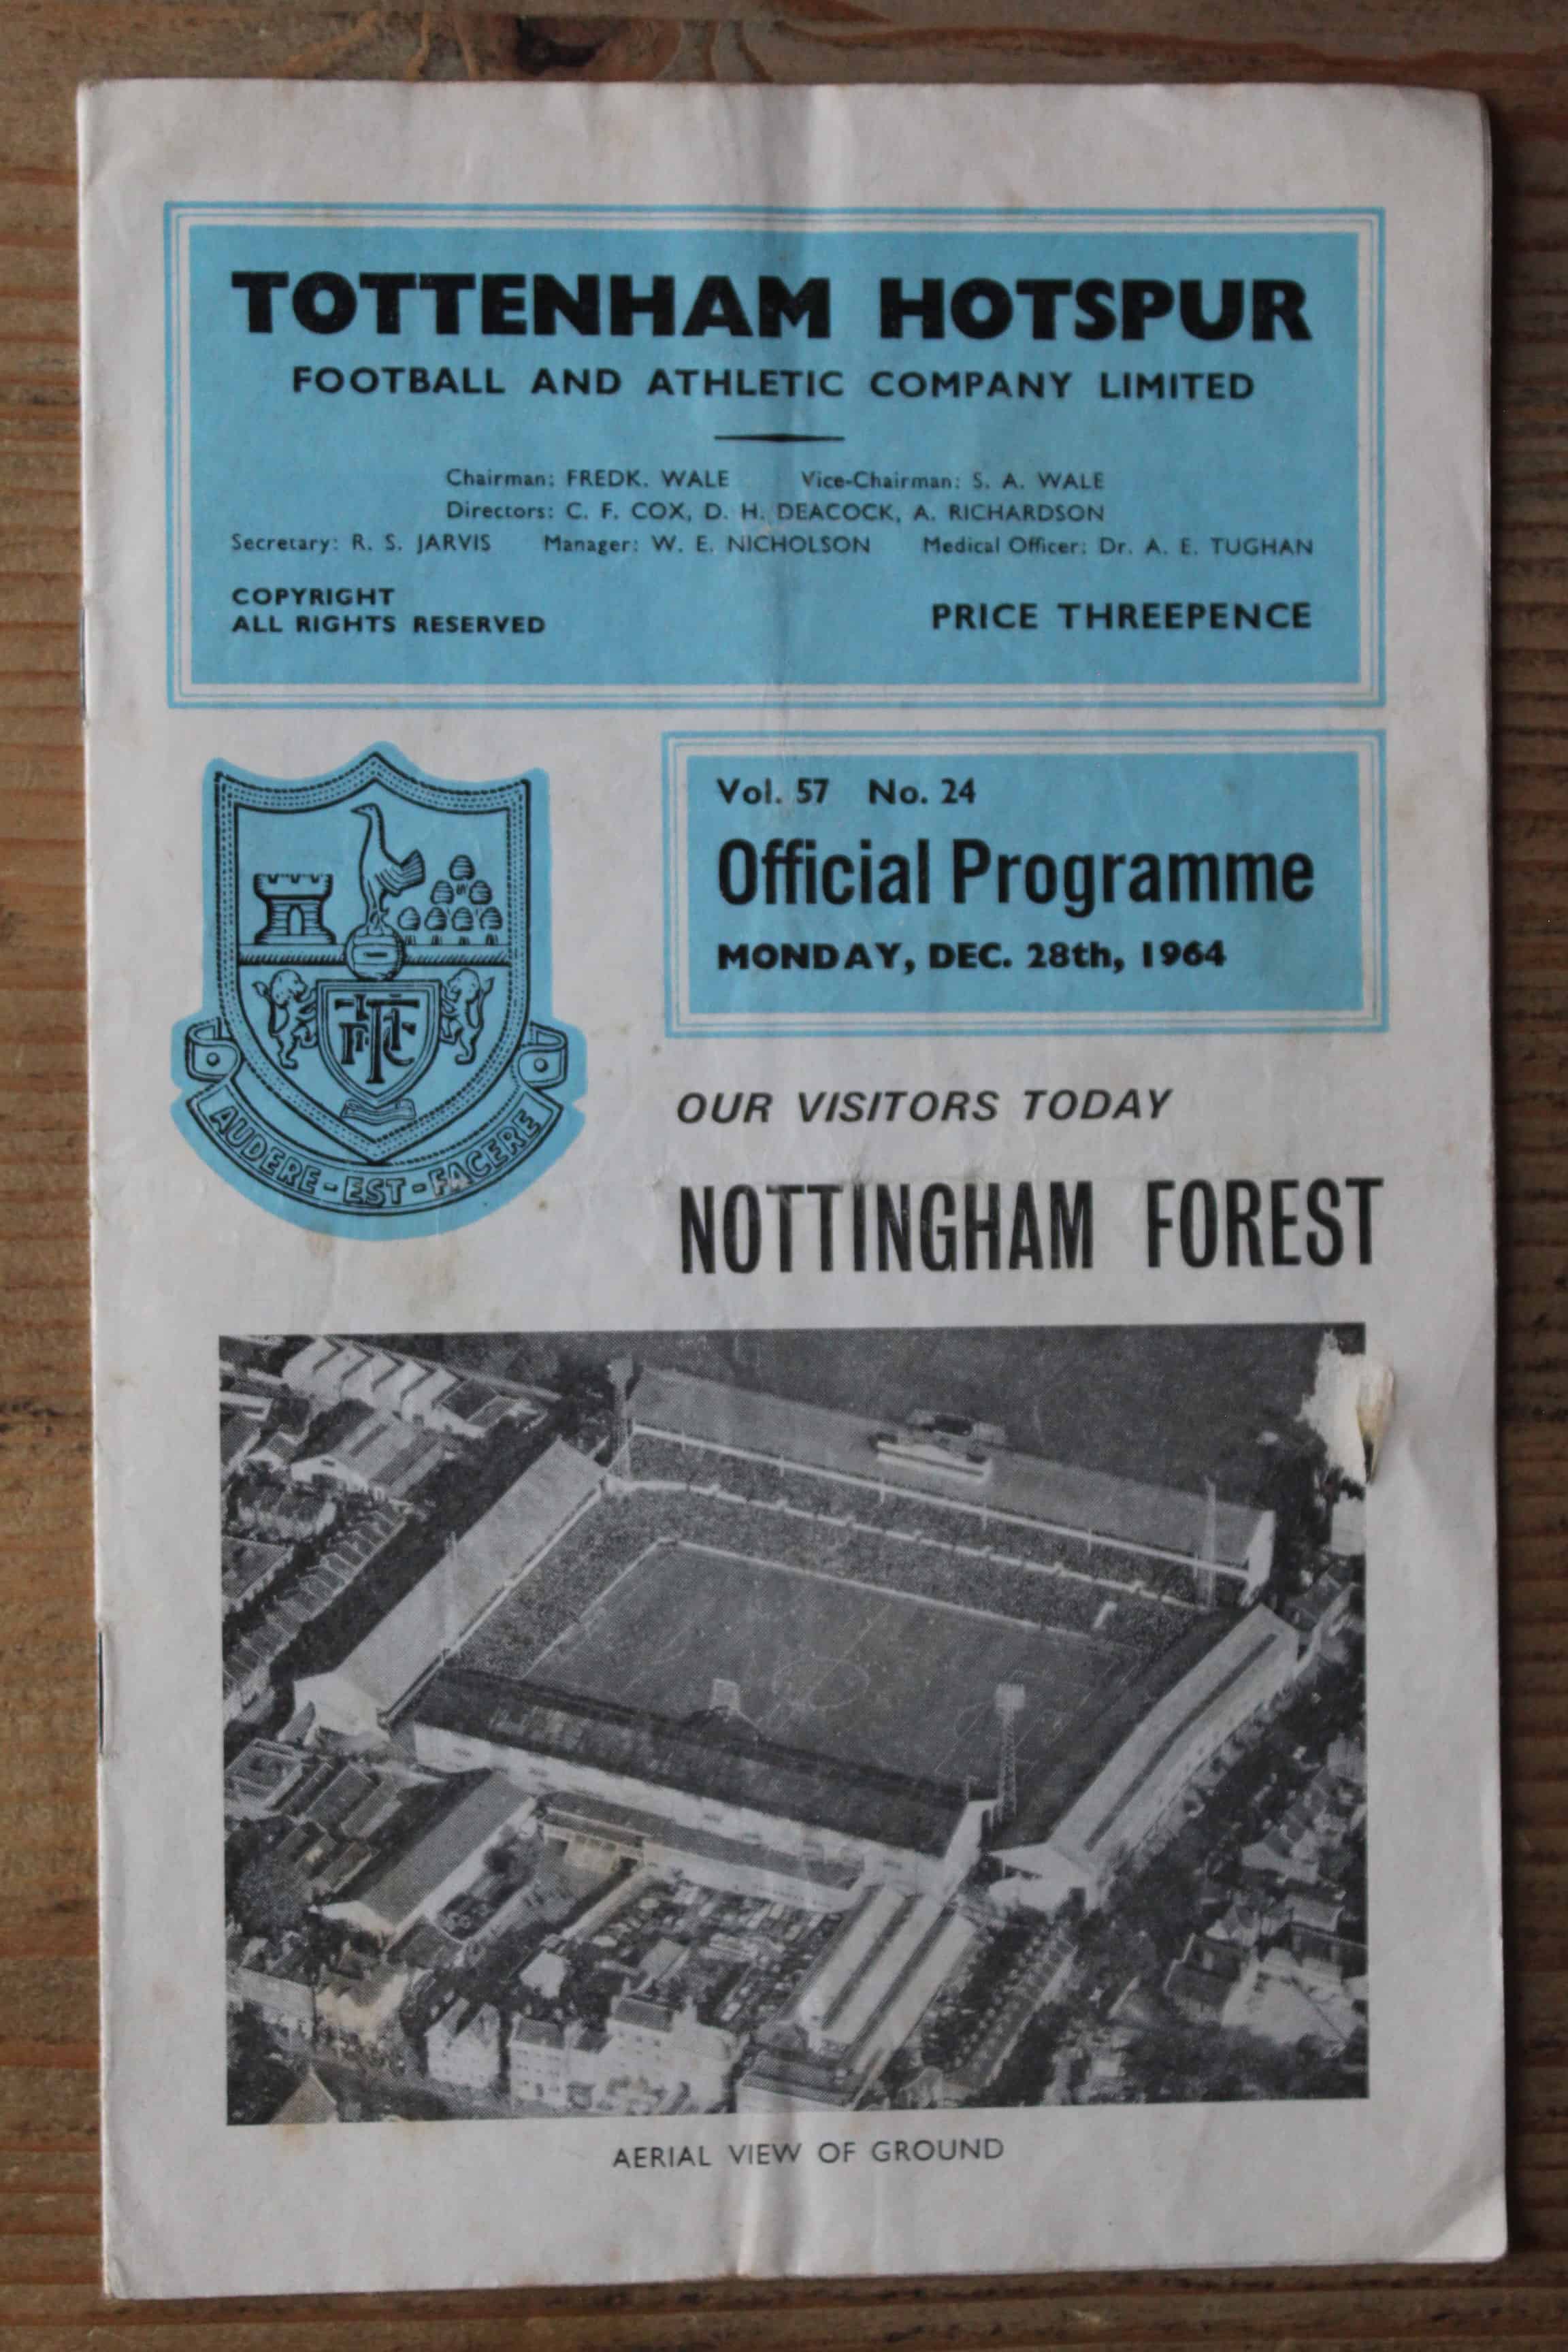 TOTTENHAM HOTSPUR
FOOTBALL AND ATHLETIC COMPANY LIMITED
Chairman: FREDK. WALE Vice-Chairman: S. A. WALE
Directors: C. F. COX, D. H. DEACOCK, A. RICHARDSON
Secretary: R. S. JARVIS Manager: W. E. NICHOLSON Medical Officer: Dr. A. E. TUGHAN
COPYRIGHT
ALL RIGHTS RESERVED
PRICE THREEPENCE
Vol. 57 No. 24
Official Programme
MONDAY, DEC. 28th, 1964
AUDERE - EST - FACERE
OUR VISITORS TODAY
NOTTINGHAM FOREST
AERIAL VIEW OF GROUND